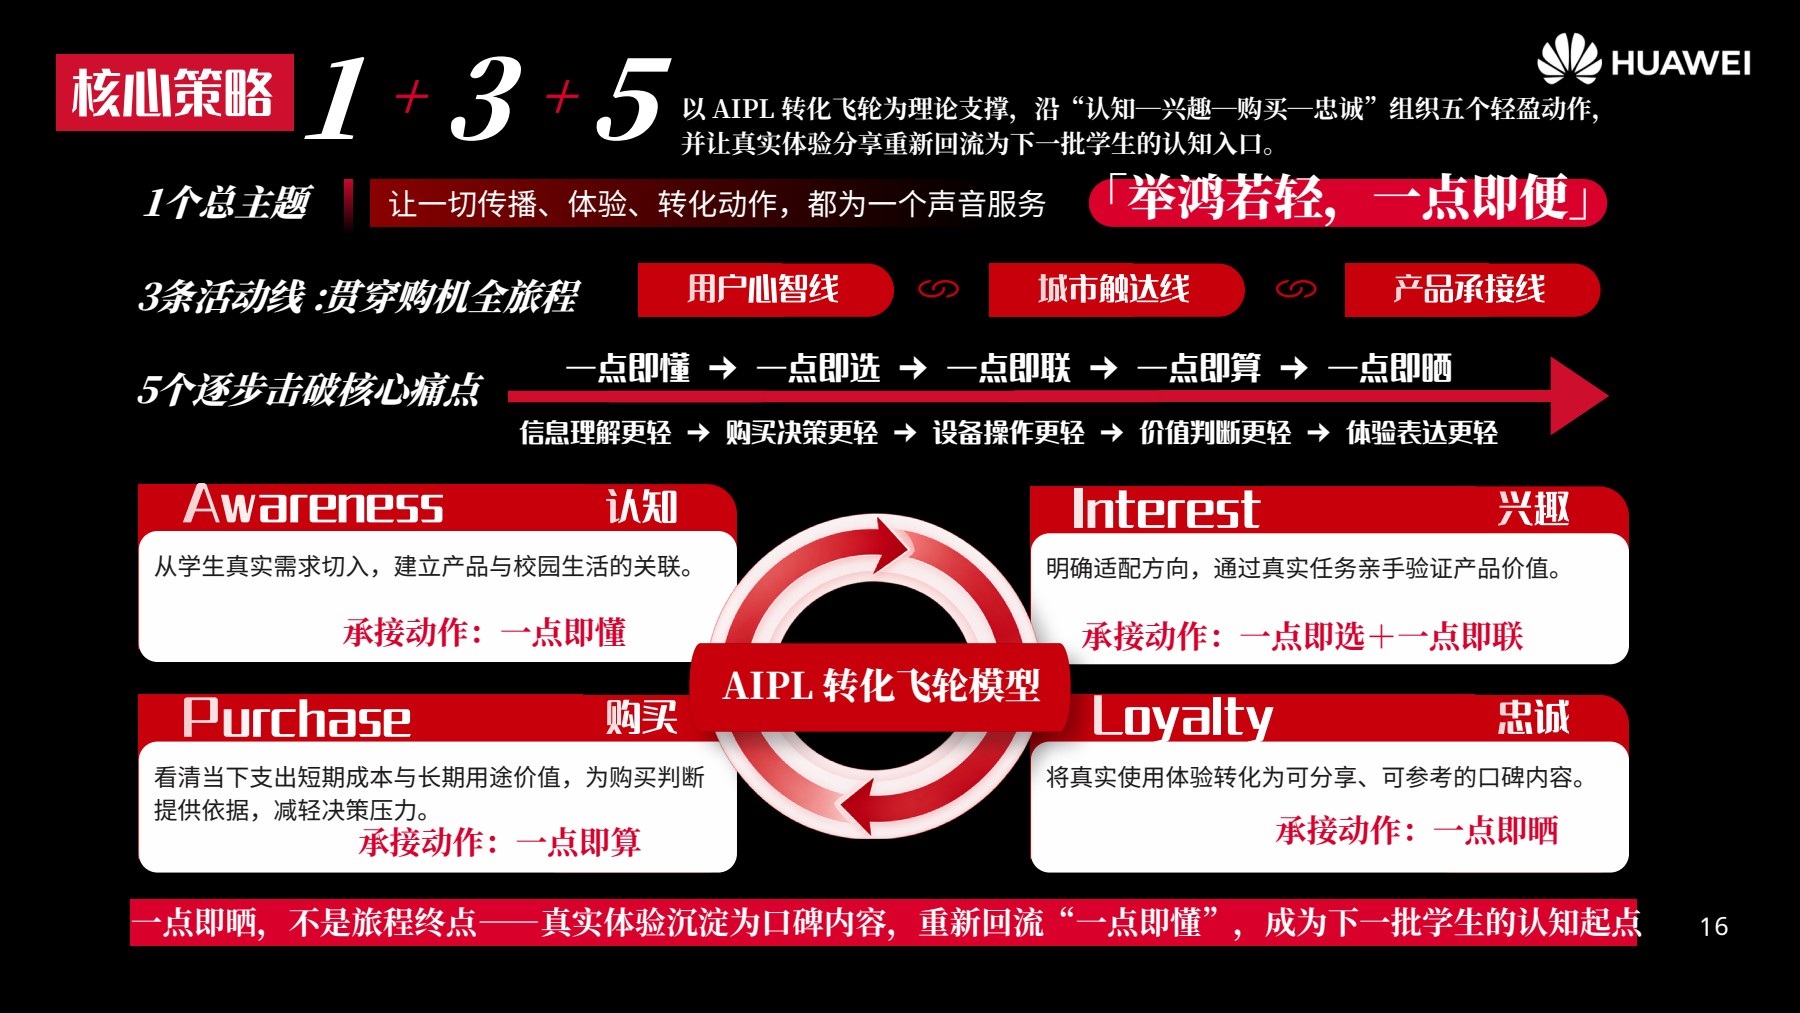 核心策略 1 + 3 + 5
HUAWEI
以 AIPL 转化飞轮为理论支撑，沿“认知—兴趣—购买—忠诚”组织五个轻盈动作，
并让真实体验分享重新回流为下一批学生的认知入口。
1个总主题 让一切传播、体验、转化动作，都为一个声音服务 「举鸿若轻，一点即便」
3条活动线 :贯穿购机全旅程 用户心智线 城市触达线 产品承接线
一点即懂 → 一点即选 → 一点即联 → 一点即算 → 一点即晒
5个逐步击破核心痛点
信息理解更轻 → 购买决策更轻 → 设备操作更轻 → 价值判断更轻 → 体验表达更轻
Awareness 认知
从学生真实需求切入，建立产品与校园生活的关联。
承接动作：一点即懂
Interest 兴趣
明确适配方向，通过真实任务亲手验证产品价值。
承接动作：一点即选＋一点即联
AIPL 转化飞轮模型
Purchase 购买
看清当下支出短期成本与长期用途价值，为购买判断
提供依据，减轻决策压力。
承接动作：一点即算
Loyalty 忠诚
将真实使用体验转化为可分享、可参考的口碑内容。
承接动作：一点即晒
一点即晒，不是旅程终点——真实体验沉淀为口碑内容，重新回流“一点即懂”，成为下一批学生的认知起点
16